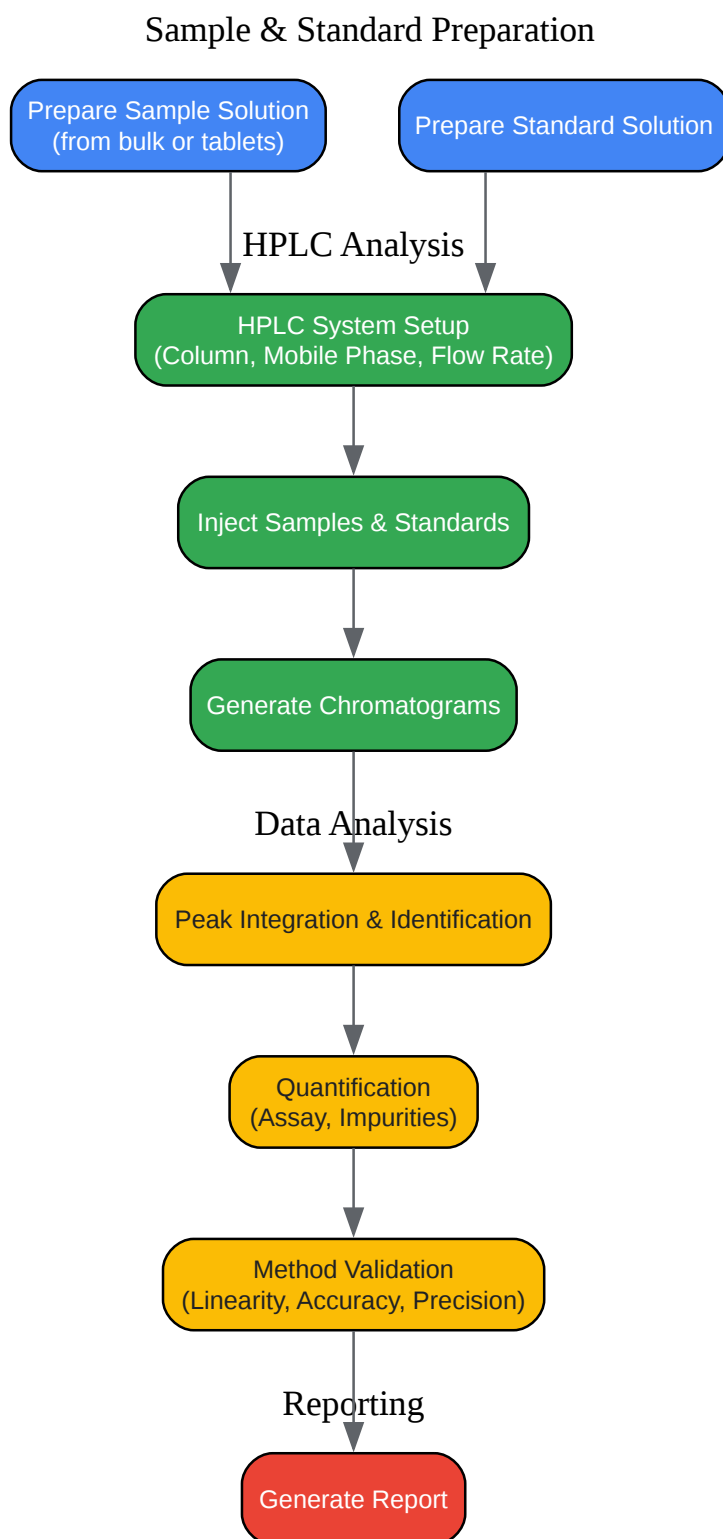 Sample & Standard Preparation
Prepare Sample Solution
(from bulk or tablets)
Prepare Standard Solution
HPLC Analysis
HPLC System Setup
(Column, Mobile Phase, Flow Rate)
Inject Samples & Standards
Generate Chromatograms
Data Analysis
Peak Integration & Identification
Quantification
(Assay, Impurities)
Method Validation
(Linearity, Accuracy, Precision)
Reporting
Generate Report